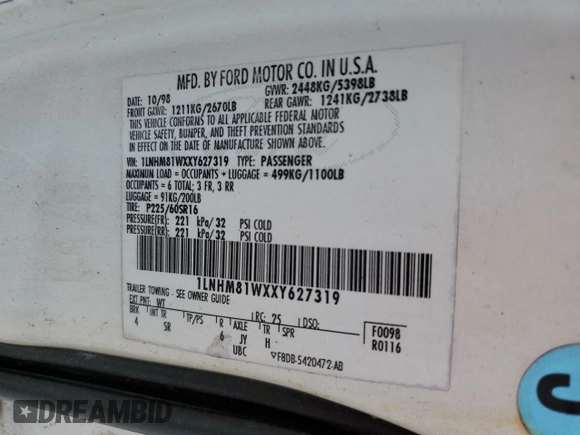 MFD. BY FORD MOTOR CO. IN U.S.A.
DATE: 10/98 GVWR: 2448KG/5398LB
FRONT GAWR: 1211KG/2670LB REAR GAWR: 1241KG/2738LB
THIS VEHICLE CONFORMS TO ALL APPLICABLE FEDERAL MOTOR
VEHICLE SAFETY, BUMPER, AND THEFT PREVENTION STANDARDS
IN EFFECT ON THE DATE OF MANUFACTURE SHOWN ABOVE.
VIN: 1LNHM81WXXY627319 TYPE: PASSENGER
MAXIMUM LOAD = OCCUPANTS + LUGGAGE = 499KG/1100LB
OCCUPANTS = 6 TOTAL; 3 FR, 3 RR
LUGGAGE = 91KG/200LB
TIRE: P225/60SR16
PRESSURE(FR): 221 kPa/32 PSI COLD
PRESSURE(RR): 221 kPa/32 PSI COLD
1LNHM81WXXY627319
TRAILER TOWING - SEE OWNER GUIDE
EXT PNT: WT RC: 25 DSO:
BRK INT TR TP/PS R AXLE TR SPR F0098
4 SR 6 JY H R0116
UBC ▽F8DB-5420472-AB
C
DREAMBID